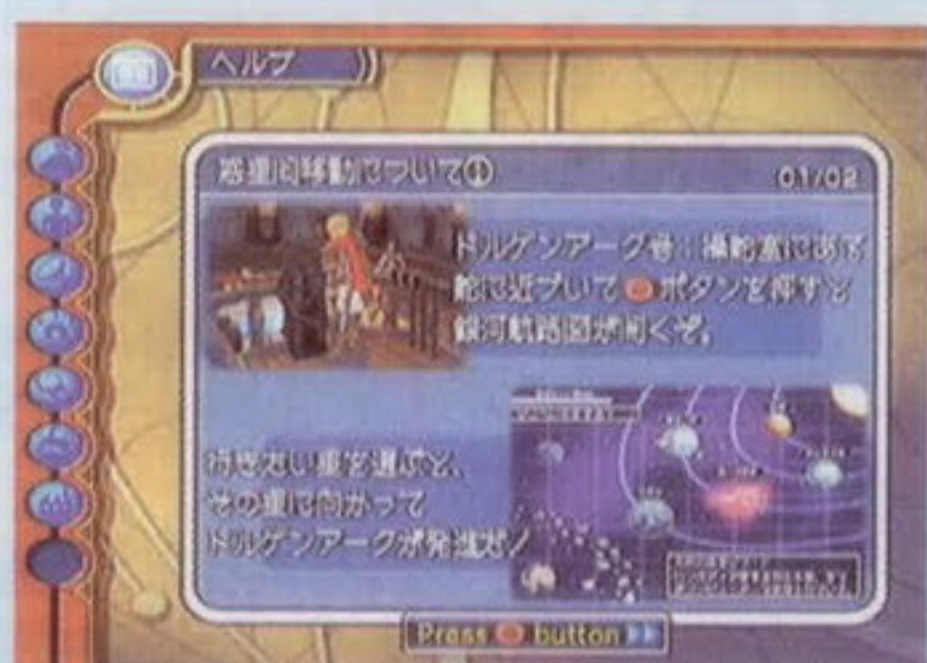 ヘルプ
惑星間移動について①
01/02
ドルゲンアーク号:操舵室にある
舵に近づいて ボタンを押すと
銀河航路図が開くぞ。
行きたい星を選ぶと、
その星に向かって
ドルゲンアークが発進だ!
Press button